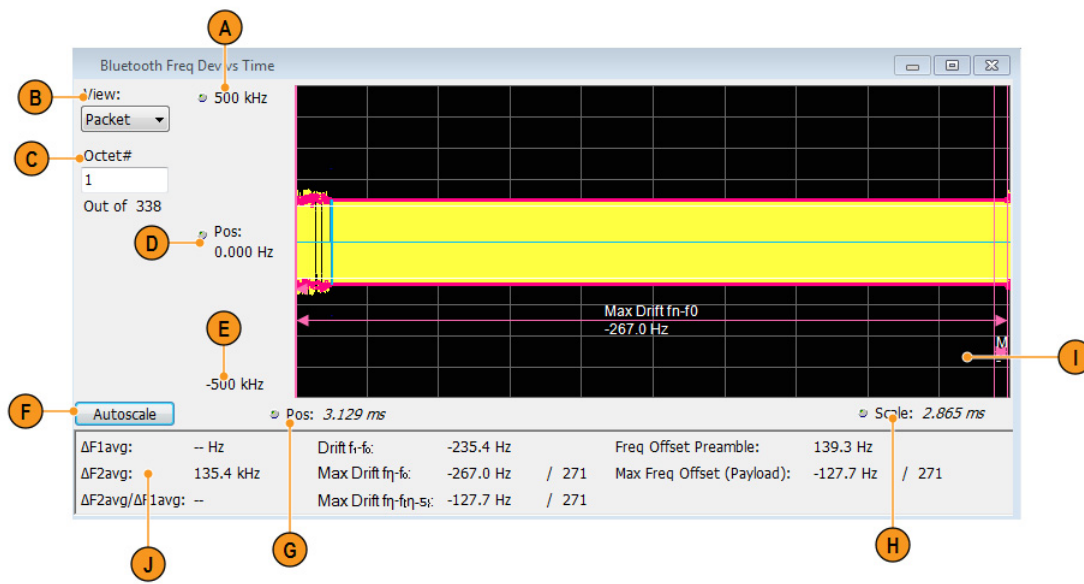 A
Bluetooth Freq Dev vs Time
B
View:
500 kHz
Packet
C
Octet#
1
Out of 338
D
Pos:
0.000 Hz
Max Drift fn-f0
-267.0 Hz
M
E
I
-500 kHz
F
Autoscale
Pos: 3.129 ms
Scale: 2.865 ms
ΔF1avg: -- Hz Drift f1-f0: -235.4 Hz Freq Offset Preamble: 139.3 Hz
ΔF2avg: 135.4 kHz Max Drift fη-f0: -267.0 Hz / 271 Max Freq Offset (Payload): -127.7 Hz / 271
ΔF2avg/ΔF1avg: -- Max Drift fη-fη-5: -127.7 Hz / 271
J
G
H